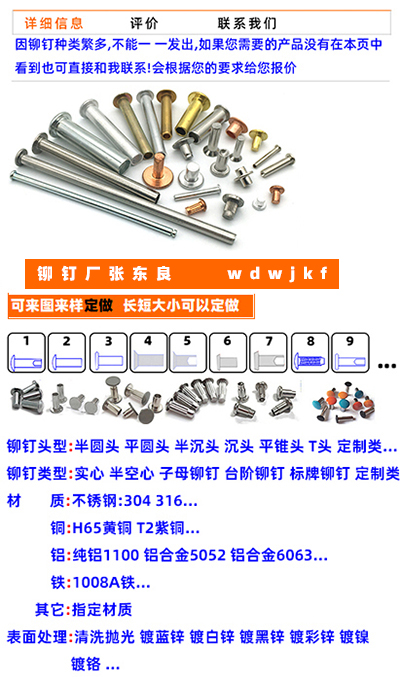 详细信息 评价 联系我们
因铆钉种类繁多,不能一 一发出,如果您需要的产品没有在本页中
看到也可直接和我联系!会根据您的要求给您报价
铆钉厂张东良 wdwjkf
可来图来样定做 长短大小可以定做
1 2 3 4 5 6 7 8 9
...
铆钉头型:半圆头 平圆头 半沉头 沉头 平锥头 T头 定制类...
铆钉类型:实心 半空心 子母铆钉 台阶铆钉 标牌铆钉 定制类
材 质:不锈钢:304 316...
铜:H65黄铜 T2紫铜...
铝:纯铝1100 铝合金5052 铝合金6063...
铁:1008A铁...
其它:指定材质
表面处理:清洗抛光 镀蓝锌 镀白锌 镀黑锌 镀彩锌 镀镍
镀铬 ...